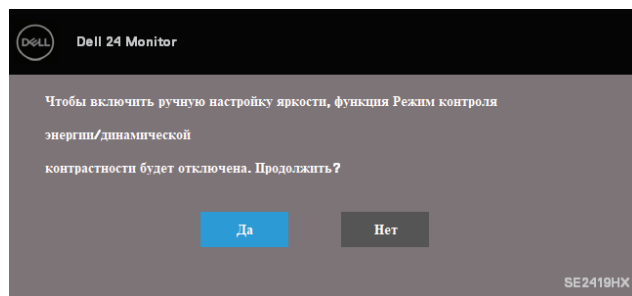 DELL
Dell 24 Monitor
Чтобы включить ручную настройку яркости, функция Режим контроля
энергии/динамической
контрастности будет отключена. Продолжить?
Да
Нет
SE2419HX